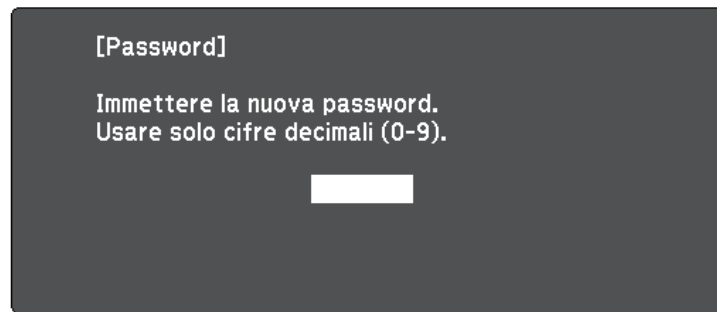 [Password]
Immettere la nuova password.
Usare solo cifre decimali (0-9).